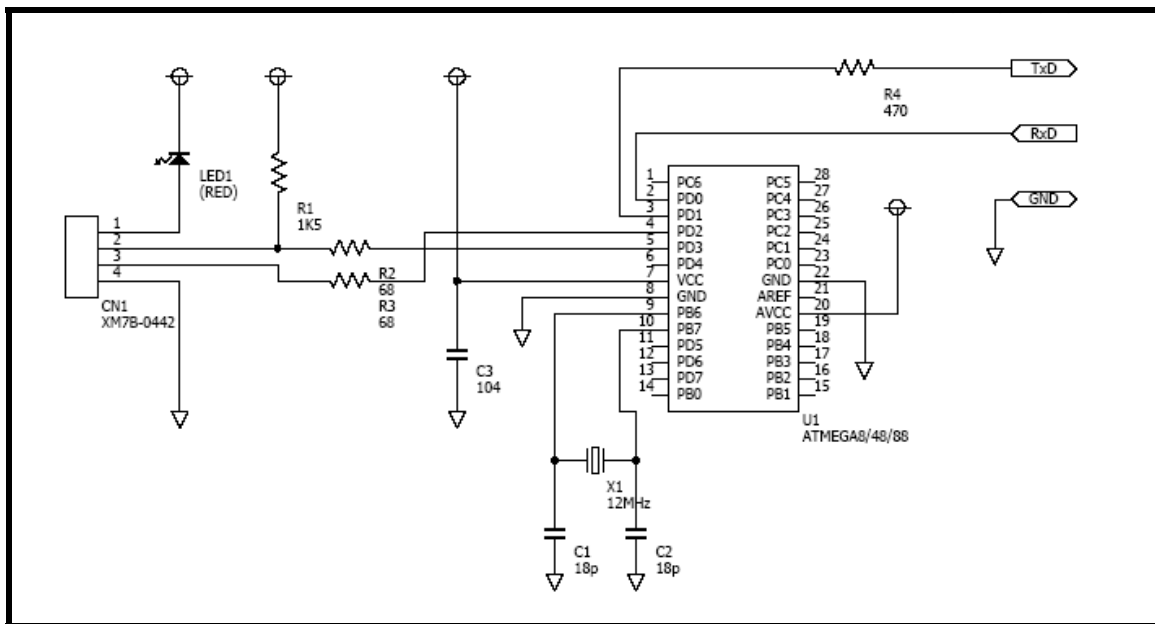 TxD
R4
470
RxD
LED1
(RED)
GND
R1
1K5
1
2
3
4
CN1
XM7B-0442
R2
68
R3
68
C3
104
1 PC6 PC5 28
2 PD0 PC4 27
3 PD1 PC3 26
4 PD2 PC2 25
5 PD3 PC1 24
6 PD4 PC0 23
7 VCC GND 22
8 GND AREF 21
9 PB6 AVCC 20
10 PB7 PB5 19
11 PD5 PB4 18
12 PD6 PB3 17
13 PD7 PB2 16
14 PB0 PB1 15
U1
ATMEGA8/48/88
X1
12MHz
C1
18p
C2
18p